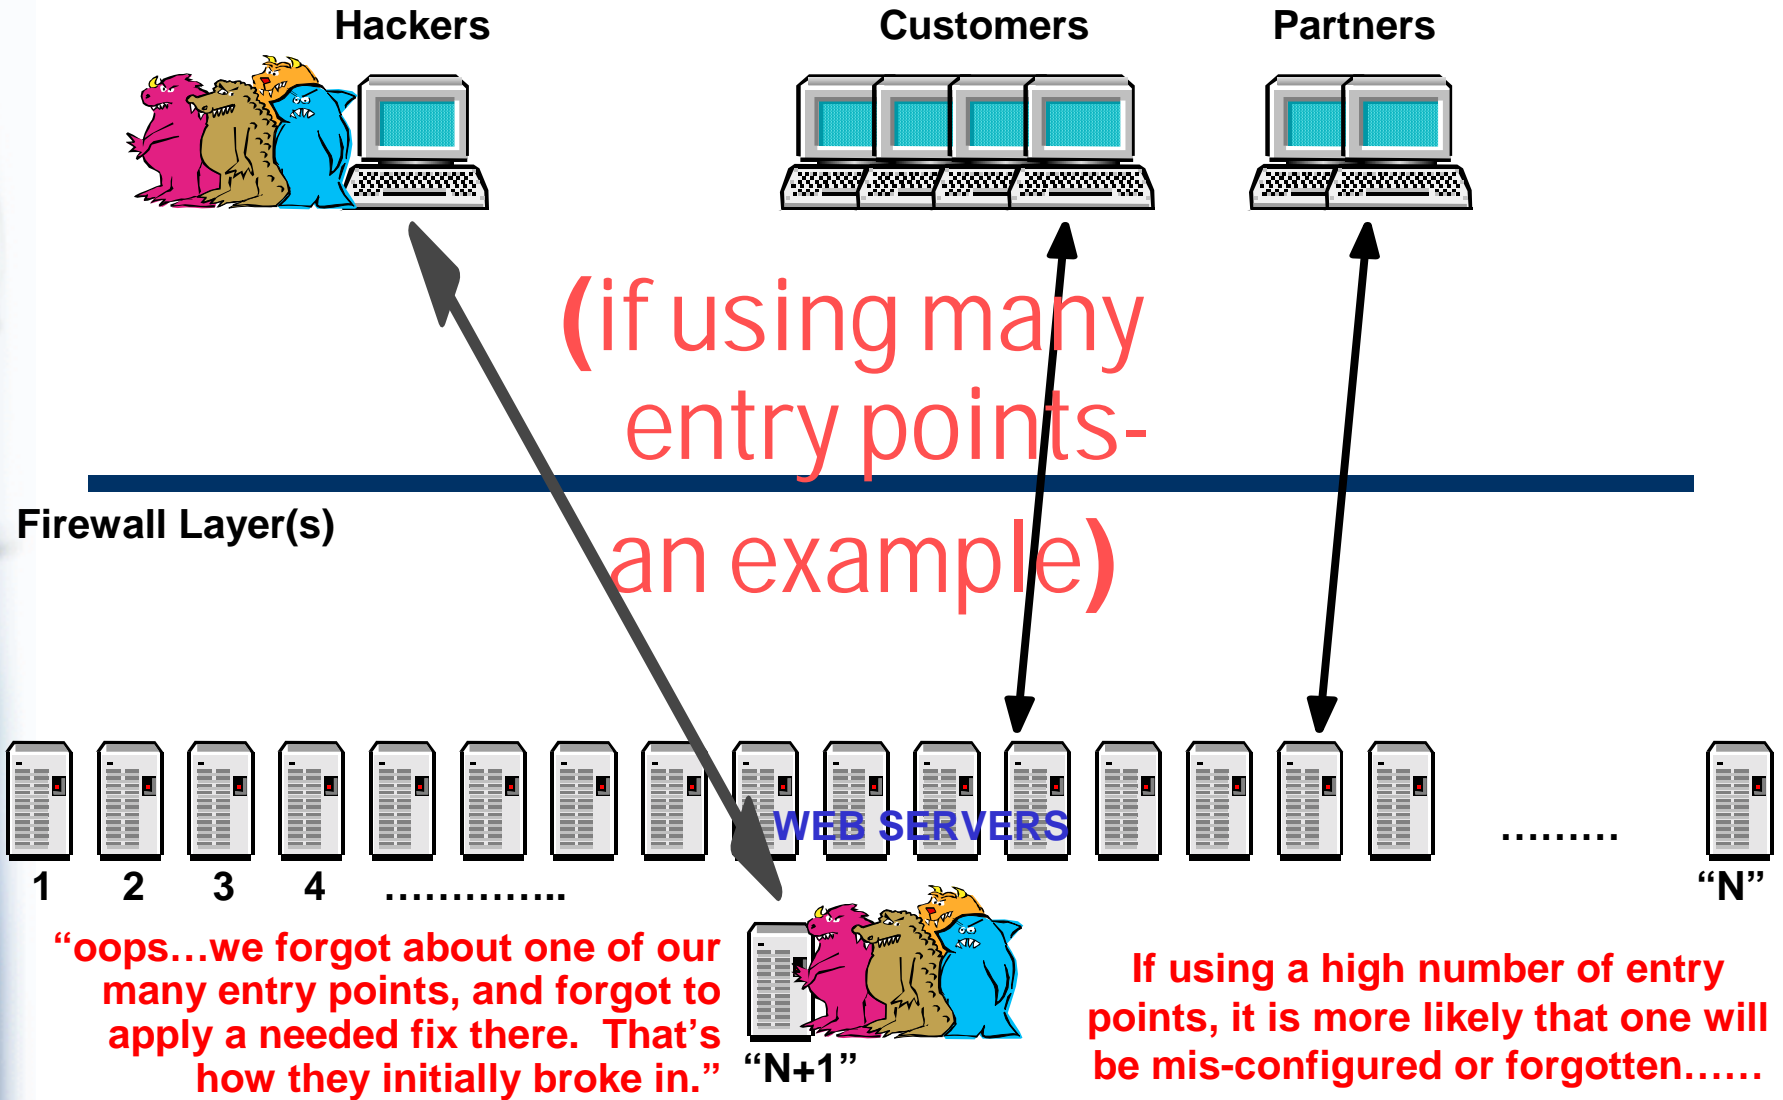 Hackers
Customers
Partners
(if using many
entry points-
Firewall Layer(s)
an example)
WEB SERVERS
………
1
2
3
4
…………..
“N”
“oops…we forgot about one of our
many entry points, and forgot to
apply a needed fix there.  That’s
how they initially broke in.”
“N+1”
If using a high number of entry
points, it is more likely that one will
be mis-configured or forgotten……